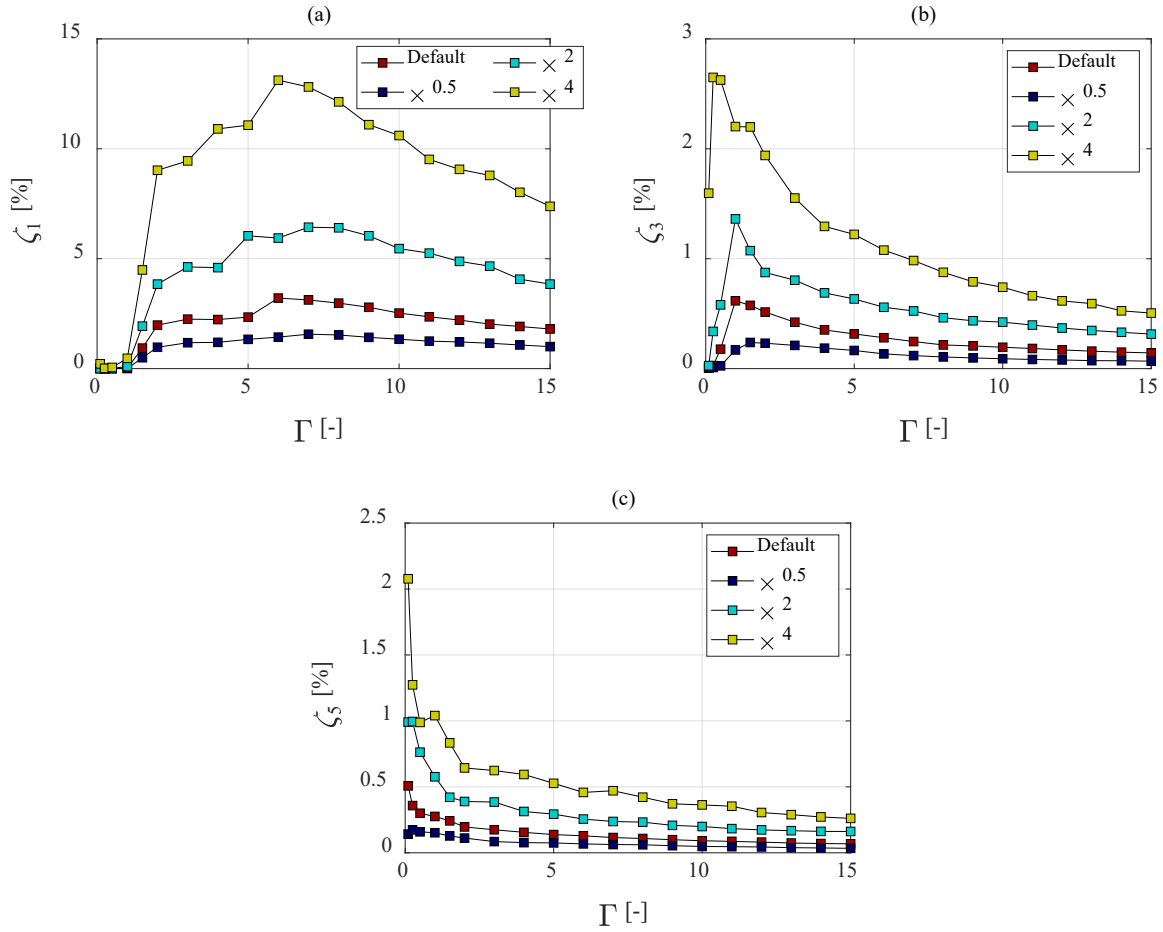 (a)
15
10
5
0
ζ1 [%]
0 5 10 15
Γ [-]
Default × 2
× 0.5 × 4
(b)
3
2
1
0
ζ3 [%]
0 5 10 15
Γ [-]
Default
× 0.5
× 2
× 4
(c)
2.5
2
1.5
1
0.5
0
ζ5 [%]
0 5 10 15
Γ [-]
Default
× 0.5
× 2
× 4